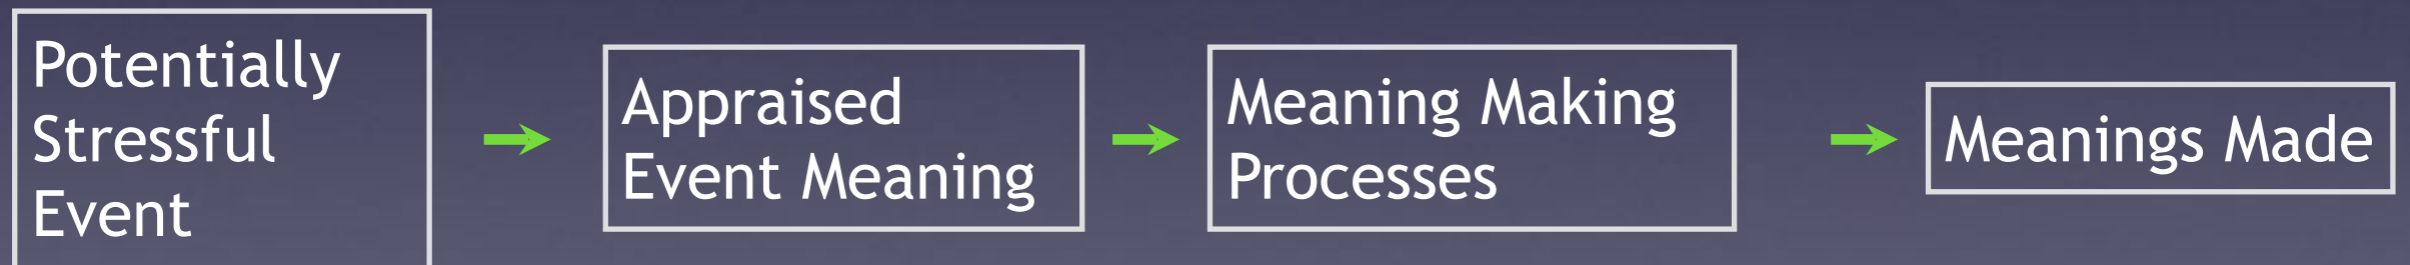 Potentially
Stressful
Event
Appraised
Event Meaning
Meaning Making
Processes
Meanings Made